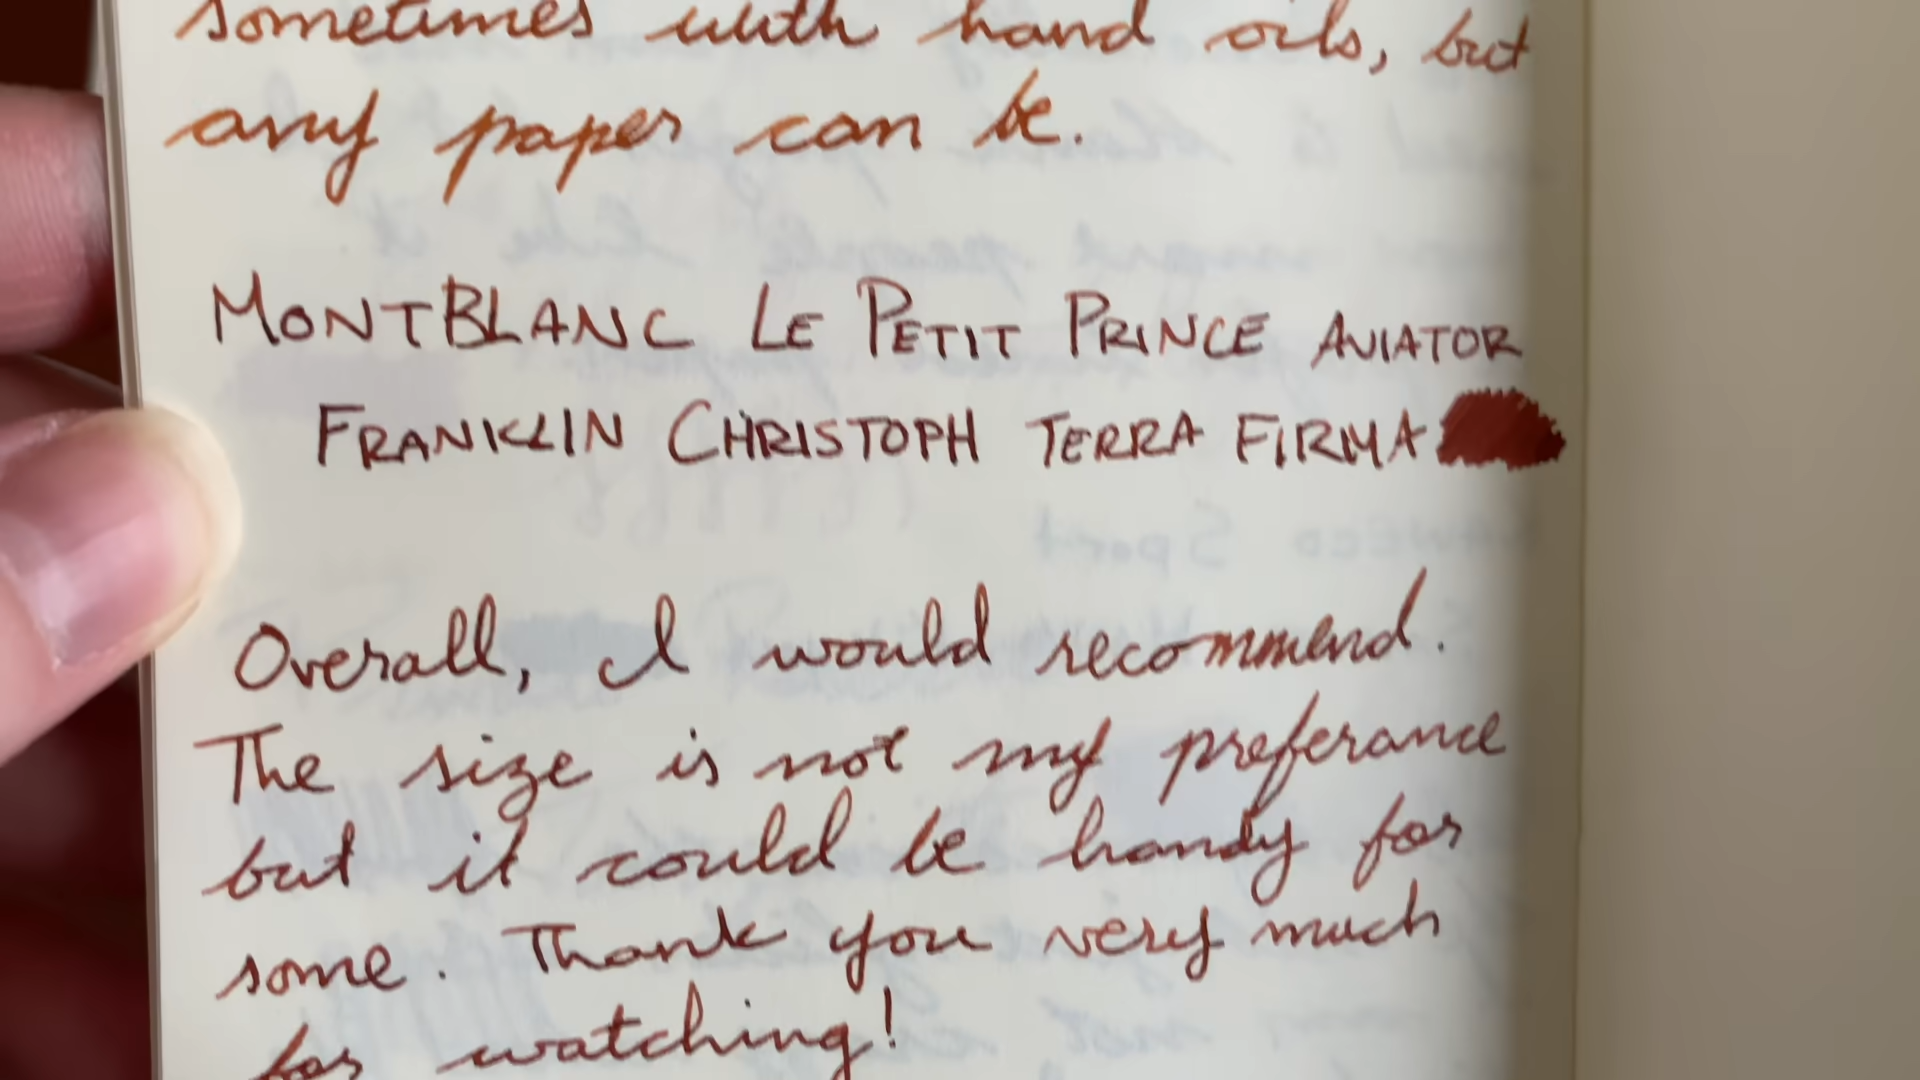 sometimes with hand oils, but
any paper can be.
MONTBLANC LE PETIT PRINCE AVIATOR
FRANKLIN CHRISTOPH TERRA FIRMA
Overall, I would recommend.
The size is not my preferance
but it could be handy for
some. Thank you very much
for watching!